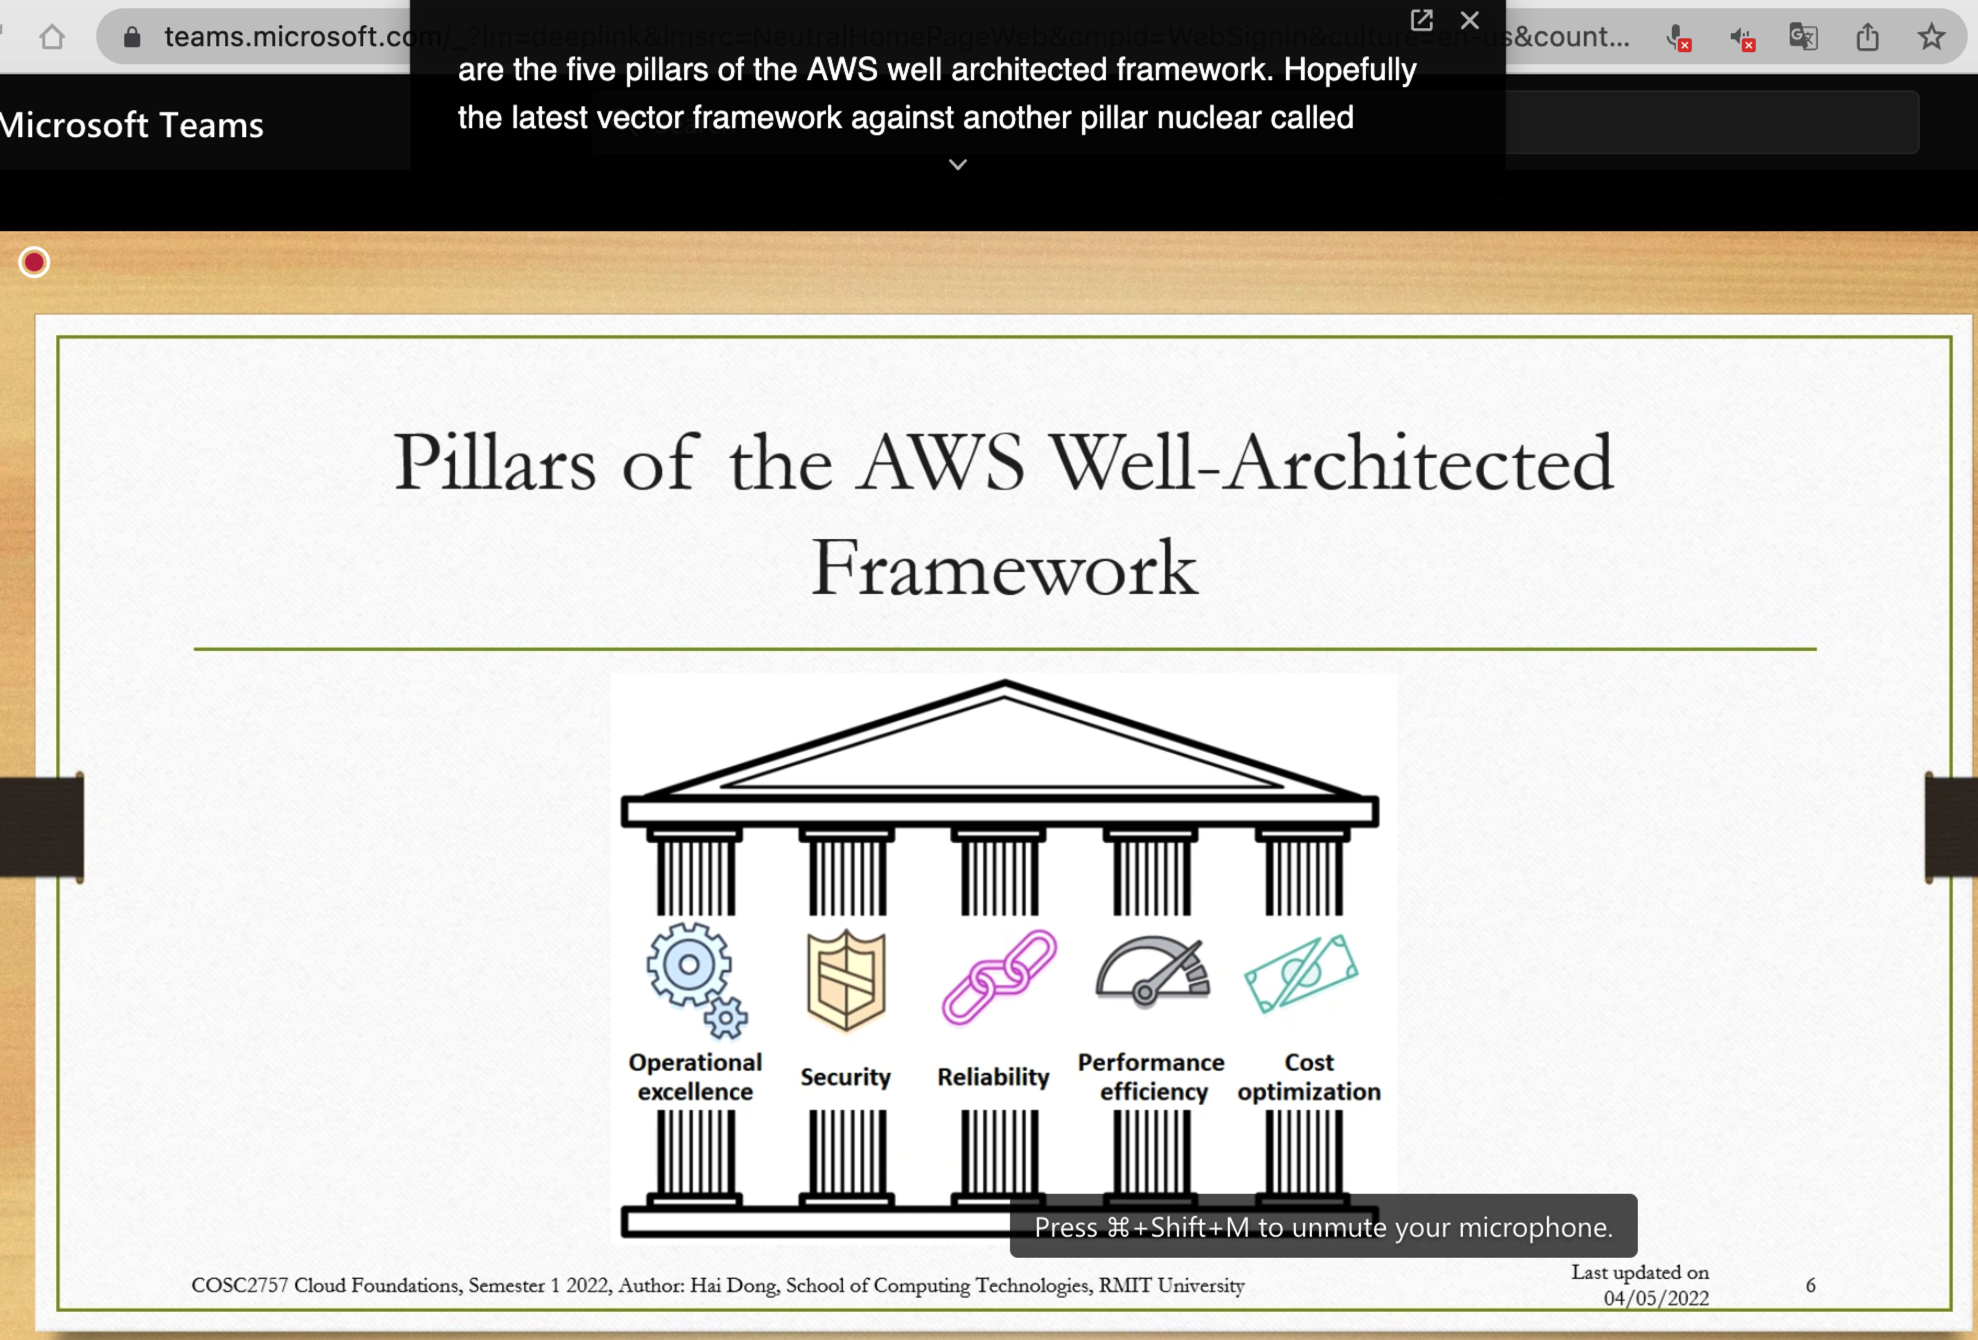 teams.microsoft.com/_?lm=deeplink&lmsrc=NeutralHomePageWeb&cmpid=WebSignIn&culture=en-us&count...
are the five pillars of the AWS well architected framework. Hopefully
the latest vector framework against another pillar nuclear called
Microsoft Teams
Pillars of the AWS Well-Architected
Framework
Operational
excellence
Security
Reliability
Performance
efficiency
Cost
optimization
Press ⌘+Shift+M to unmute your microphone.
COSC2757 Cloud Foundations, Semester 1 2022, Author: Hai Dong, School of Computing Technologies, RMIT University
Last updated on
04/05/2022
6